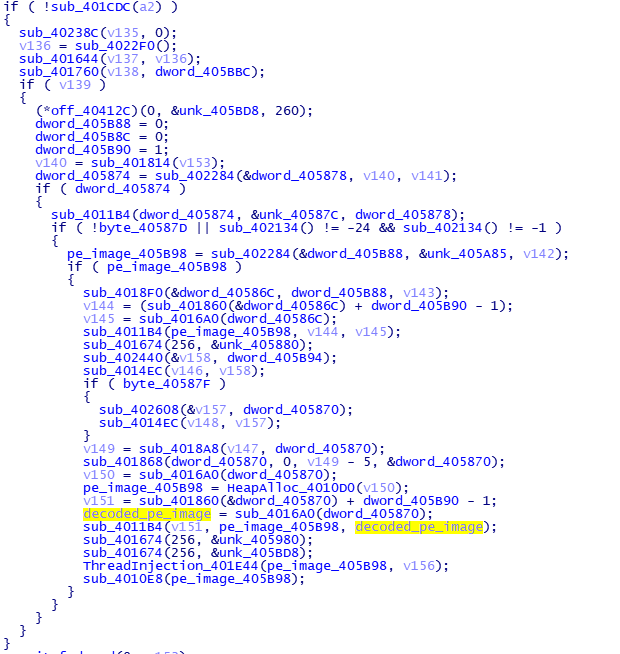 if ( !sub_401CDC(a2) )
{
sub_40238C(v135, 0);
v136 = sub_4022F0();
sub_401644(v137, v136);
sub_401760(v138, dword_405BBC);
if ( v139 )
{
(*off_40412C)(0, &unk_405BD8, 260);
dword_405B88 = 0;
dword_405B8C = 0;
dword_405B90 = 1;
v140 = sub_401814(v153);
dword_405874 = sub_402284(&dword_405878, v140, v141);
if ( dword_405874 )
{
sub_4011B4(dword_405874, &unk_40587C, dword_405878);
if ( !byte_40587D || sub_402134() != -24 && sub_402134() != -1 )
{
pe_image_405B98 = sub_402284(&dword_405B88, &unk_405A85, v142);
if ( pe_image_405B98 )
{
sub_4018F0(&dword_40586C, dword_405B88, v143);
v144 = (sub_401860(&dword_40586C) + dword_405B90 - 1);
v145 = sub_4016A0(dword_40586C);
sub_4011B4(pe_image_405B98, v144, v145);
sub_401674(256, &unk_405880);
sub_402440(&v158, dword_405B94);
sub_4014EC(v146, v158);
if ( byte_40587F )
{
sub_402608(&v157, dword_405870);
sub_4014EC(v148, v157);
}
v149 = sub_4018A8(v147, dword_405870);
sub_401868(dword_405870, 0, v149 - 5, &dword_405870);
v150 = sub_4016A0(dword_405870);
pe_image_405B98 = HeapAlloc_4010D0(v150);
v151 = sub_401860(&dword_405870) + dword_405B90 - 1;
decoded_pe_image = sub_4016A0(dword_405870);
sub_4011B4(v151, pe_image_405B98, decoded_pe_image);
sub_401674(256, &unk_405980);
sub_401674(256, &unk_405BD8);
ThreadInjection_401E44(pe_image_405B98, v156);
sub_4010E8(pe_image_405B98);
}
}
}
}
}